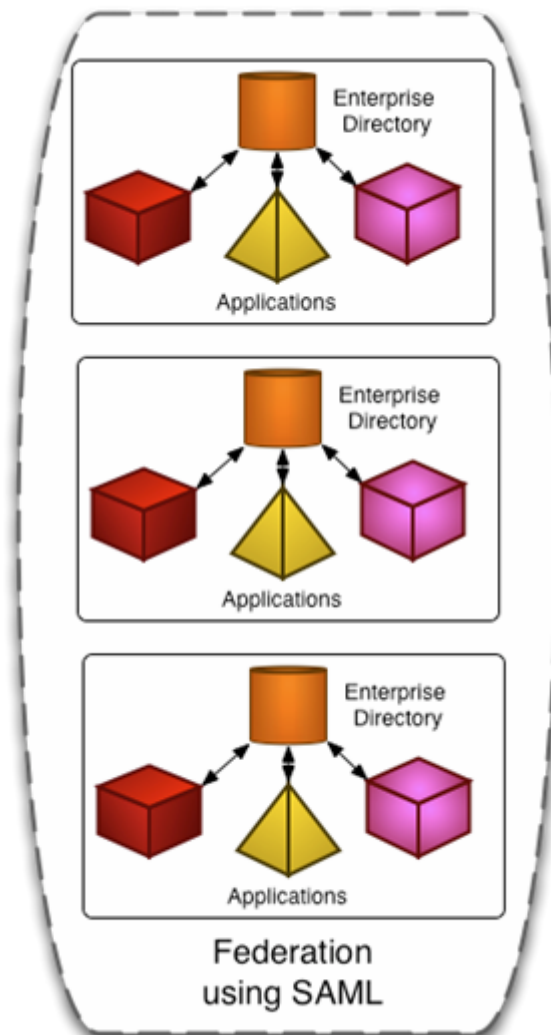 Enterprise
Directory
Applications
Enterprise
Directory
Applications
Enterprise
Directory
Applications
Federation
using SAML